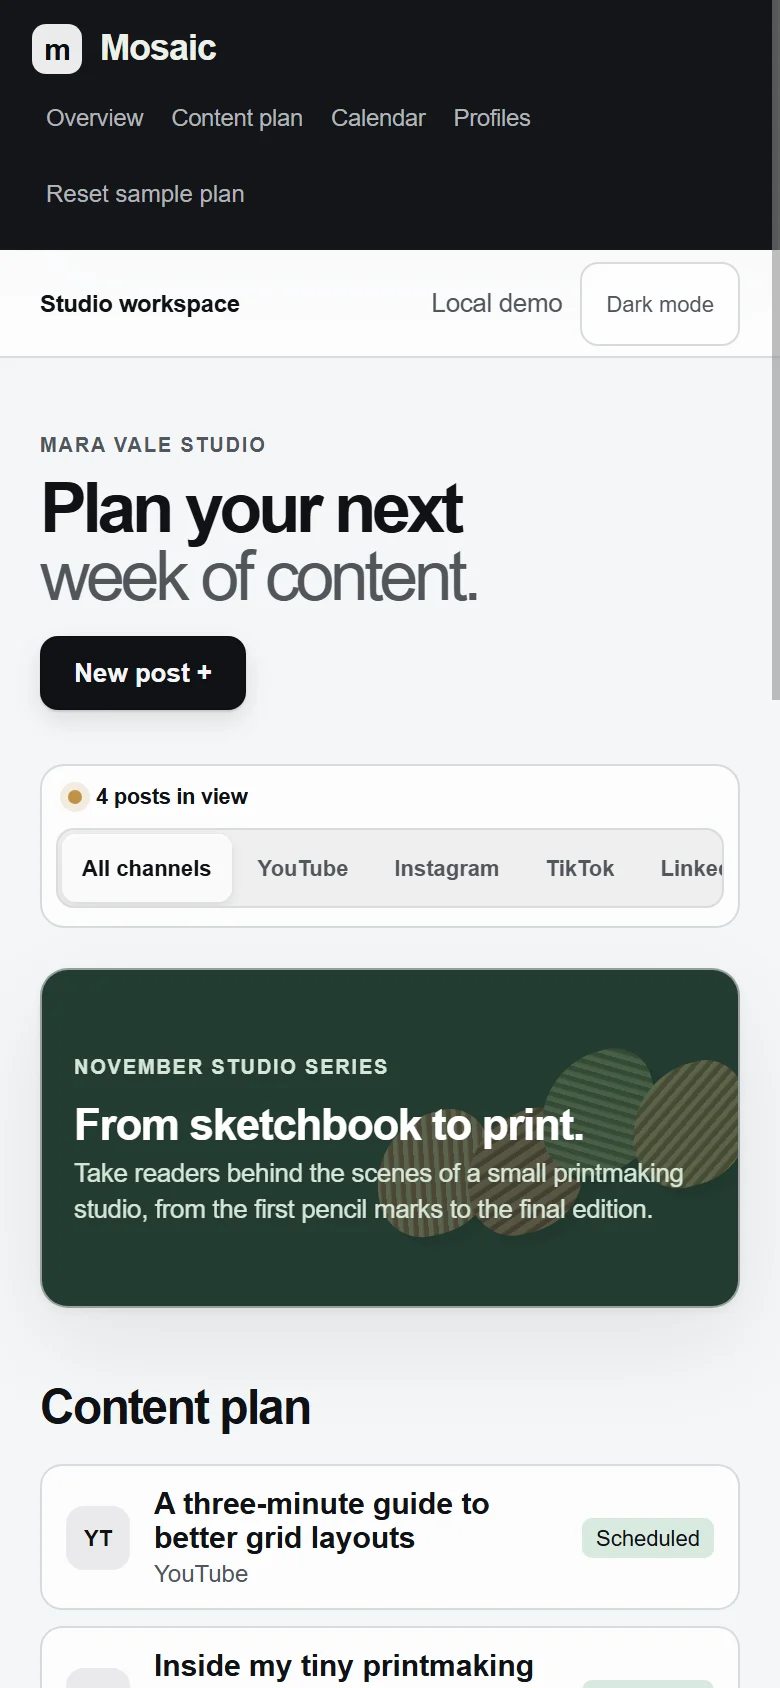 m Mosaic
Overview Content plan Calendar Profiles
Reset sample plan
Studio workspace Local demo Dark mode
MARA VALE STUDIO
Plan your next
week of content.
New post +
4 posts in view
All channels YouTube Instagram TikTok
NOVEMBER STUDIO SERIES
From sketchbook to print.
Take readers behind the scenes of a small printmaking
studio, from the first pencil marks to the final edition.
Content plan
A three-minute guide to
better grid layouts
YT
YouTube
Scheduled
Inside my tiny printmaking